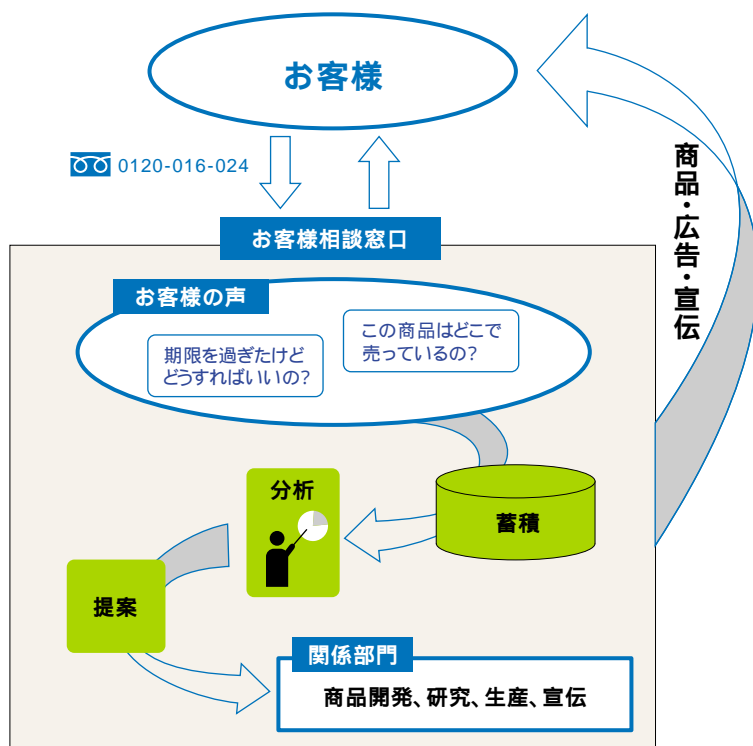 お客様
0120-016-024
商品・広告・宣伝
お客様相談窓口
お客様の声
期限を過ぎたけど
どうすればいいの?
この商品はどこで
売っているの?
分析
蓄積
提案
関係部門
商品開発、研究、生産、宣伝